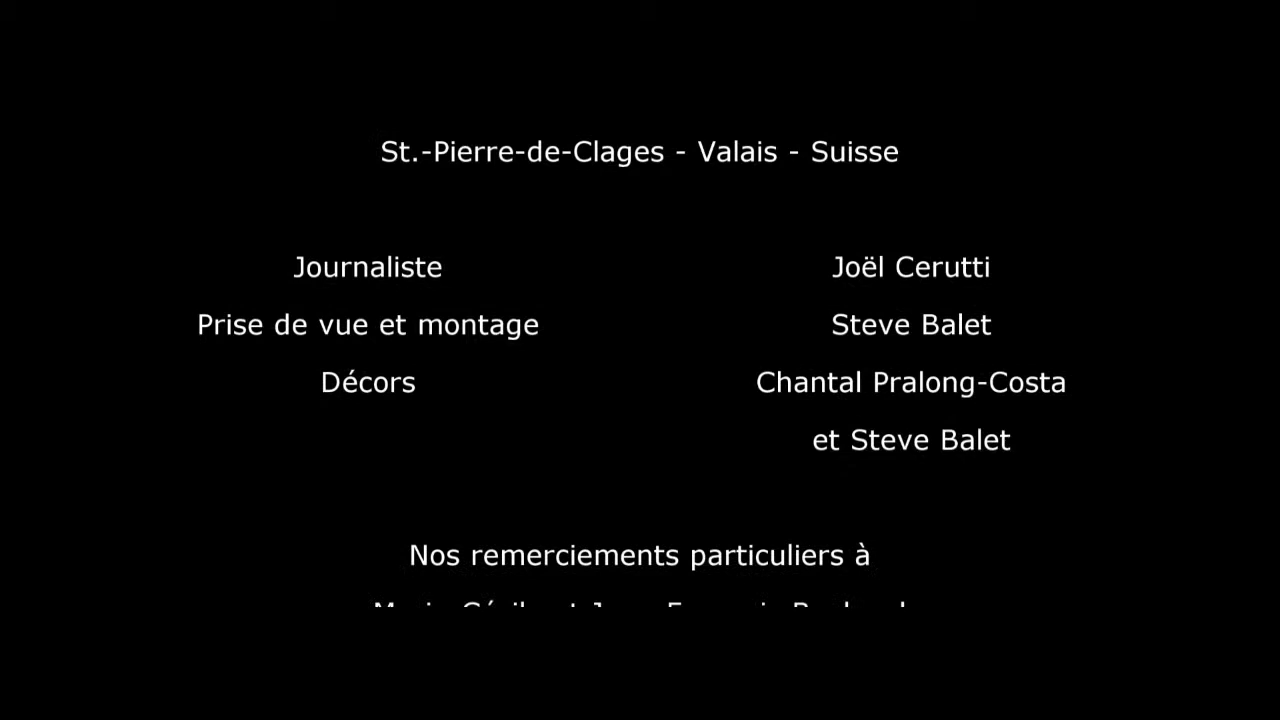 St.-Pierre-de-Clages - Valais - Suisse
Journaliste Joël Cerutti
Prise de vue et montage Steve Balet
Décors Chantal Pralong-Costa
et Steve Balet
Nos remerciements particuliers à